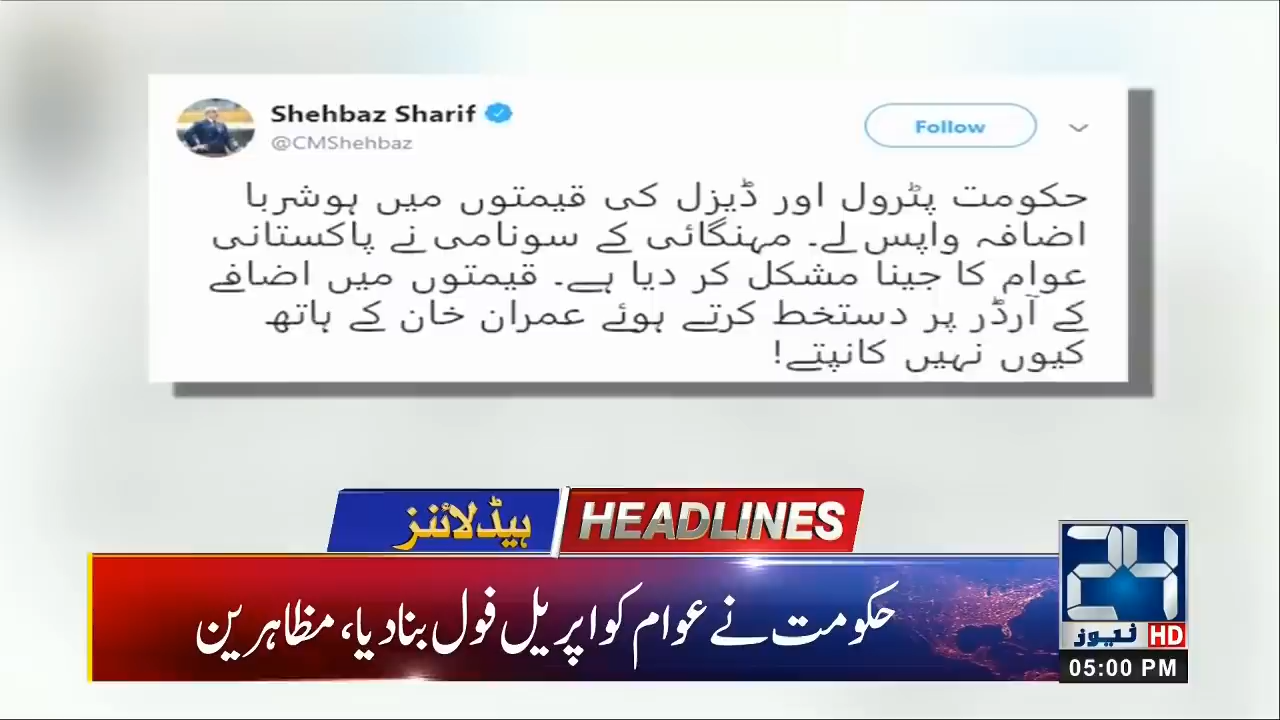 Shehbaz Sharif
@CMShehbaz
Follow
حکومت پٹرول اور ڈیزل کی قیمتوں میں ہوشربا
اضافہ واپس لے۔ مہنگائی کے سونامی نے پاکستانی
عوام کا جینا مشکل کر دیا ہے۔ قیمتوں میں اضافے
کے آرڈر پر دستخط کرتے ہوئے عمران خان کے ہاتھ
کیوں نہیں کانپتے!
ہیڈلائنز HEADLINES
حکومت نے عوام کو اپریل فول بنا دیا، مظاہرین
24
نیوز HD
05:00 PM